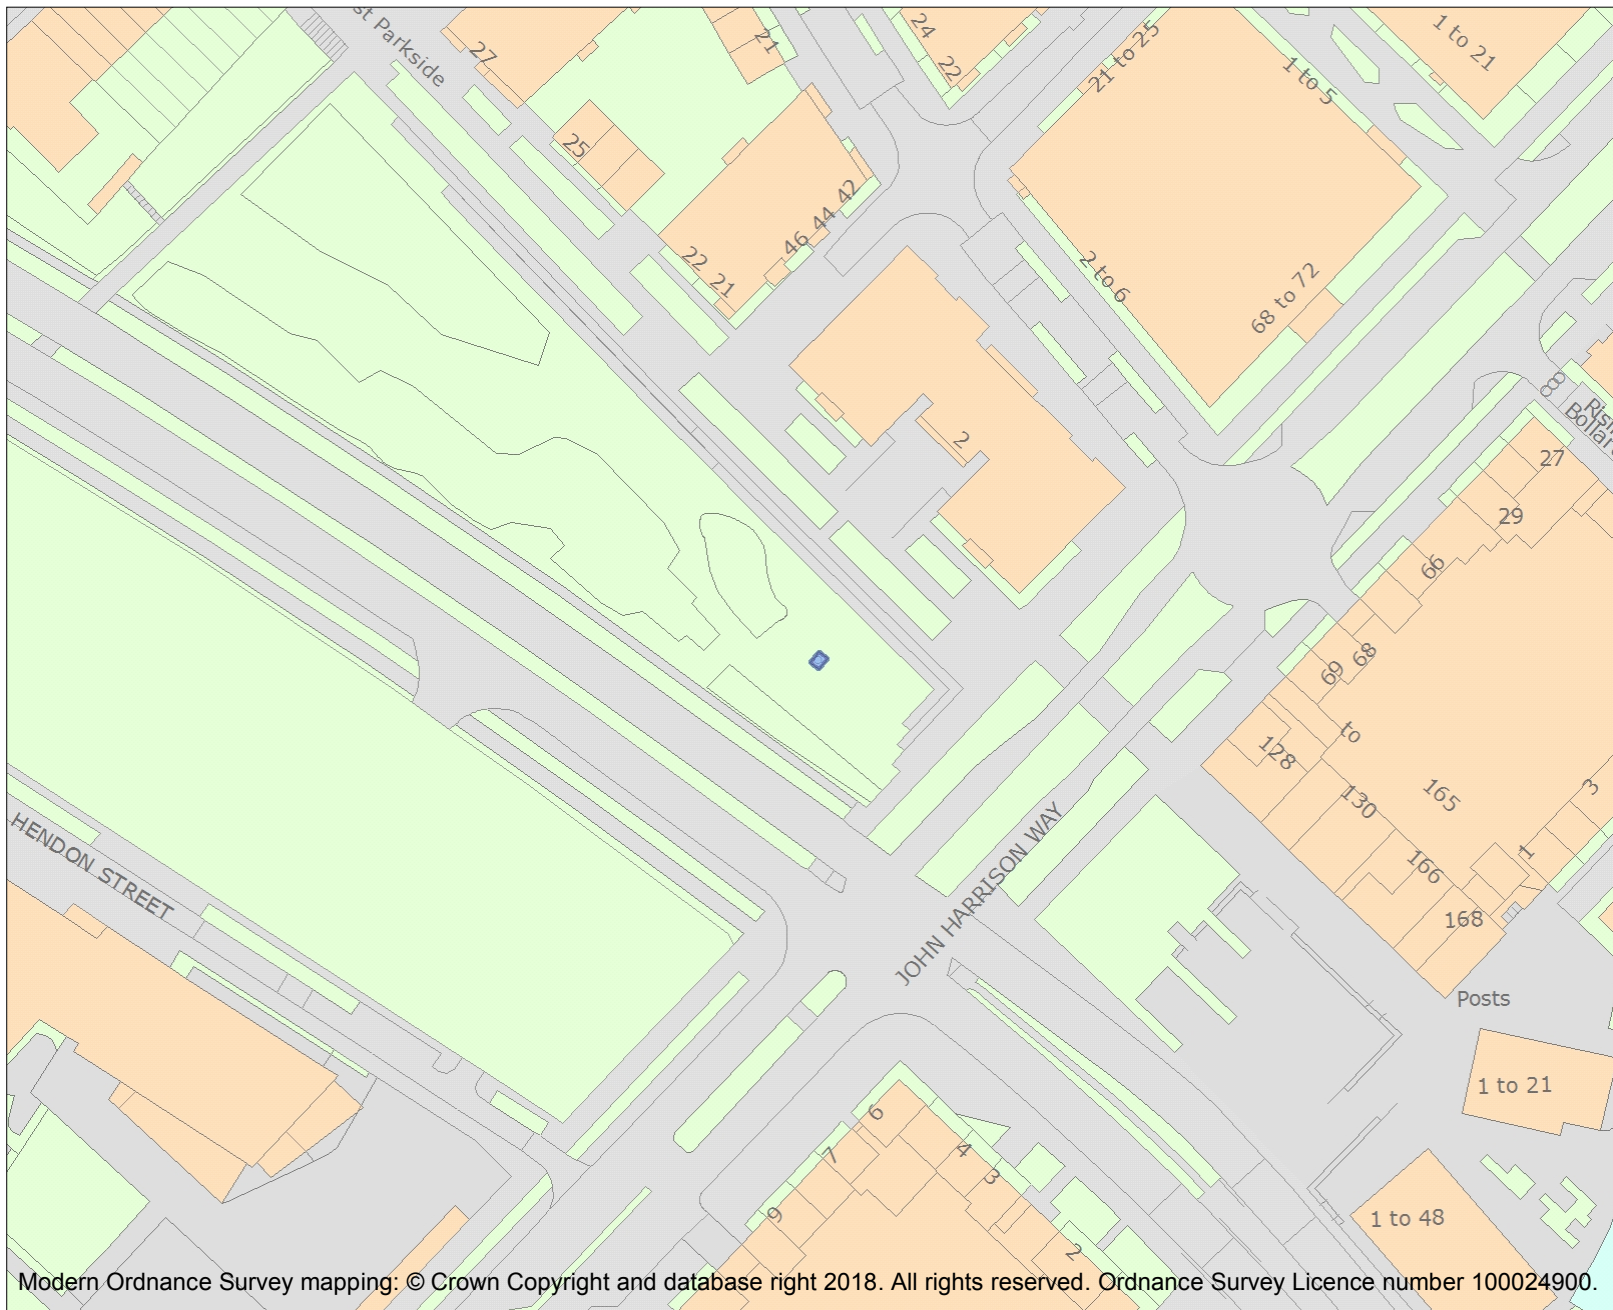 st Parkside
27
21
24
22
21 to 25
1 to 5
1 to 21
25
46 44 42
22 21
2 to 6
68 to 72
2
27
29
66
69
68
to
128
130
165
3
1
166
168
HENDON STREET
JOHN HARRISON WAY
Posts
1 to 21
6
7
9
4
3
2
1 to 48
Modern Ordnance Survey mapping: © Crown Copyright and database right 2018. All rights reserved. Ordnance Survey Licence number 100024900.